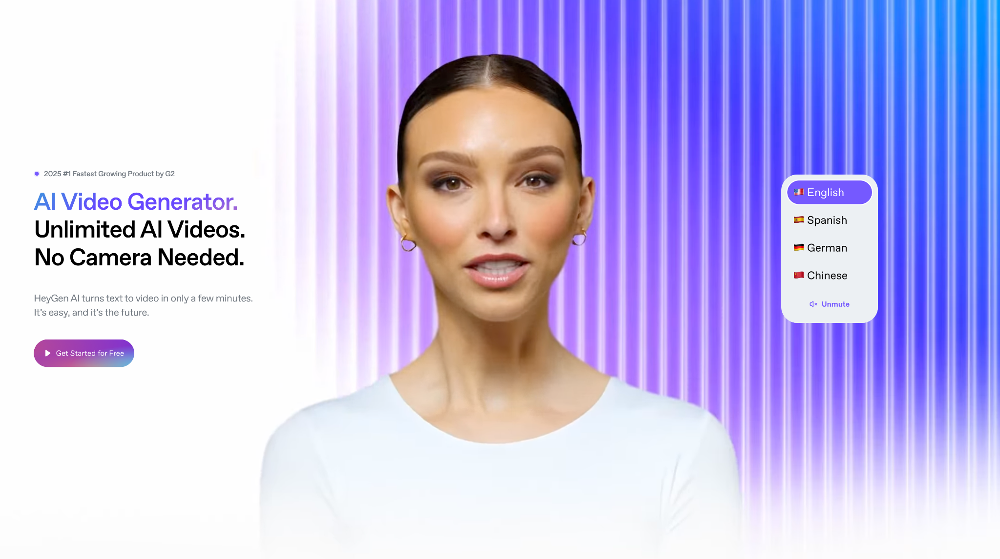 2025 #1 Fastest Growing Product by G2
AI Video Generator.
Unlimited AI Videos.
No Camera Needed.
HeyGen AI turns text to video in only a few minutes.
It’s easy, and it’s the future.
Get Started for Free
English
Spanish
German
Chinese
Unmute